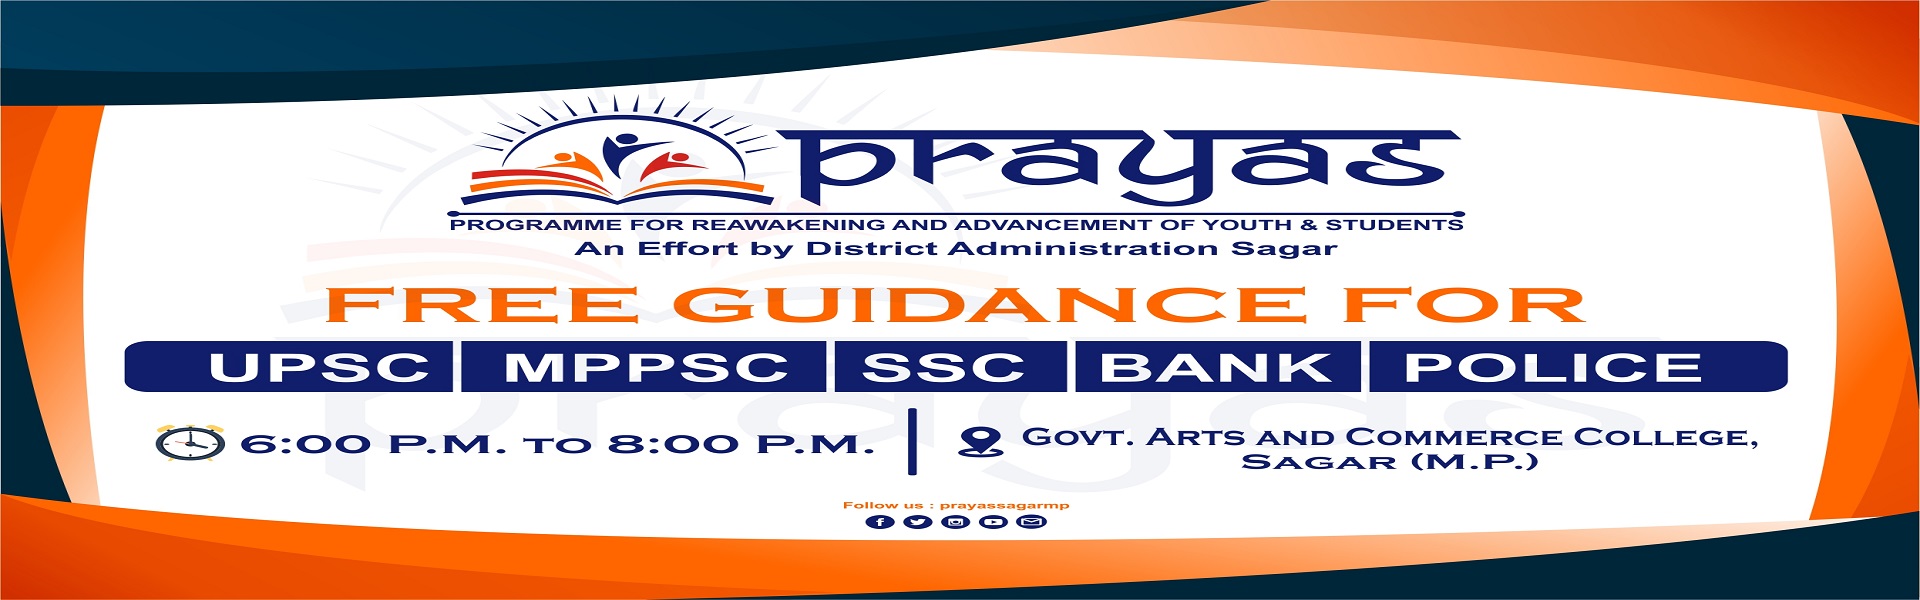 prayas
PROGRAMME FOR REAWAKENING AND ADVANCEMENT OF YOUTH & STUDENTS
An Effort by District Administration Sagar
FREE GUIDANCE FOR
UPSC MPPSC SSC BANK POLICE
6:00 P.M. TO 8:00 P.M.
GOVT. ARTS AND COMMERCE COLLEGE,
SAGAR (M.P.)
Follow us : prayassagarmp